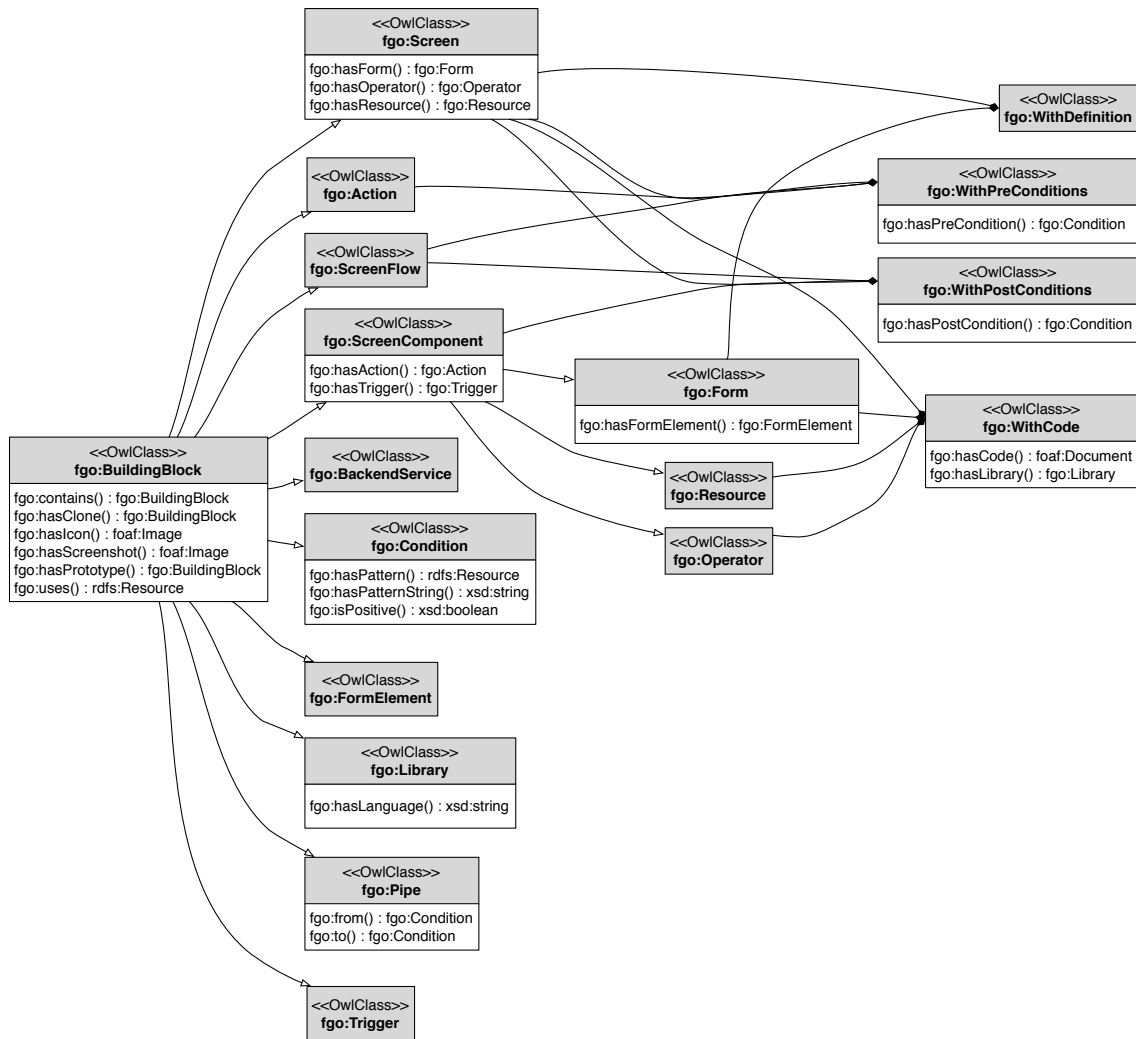 <<OwlClass>>
fgo:Screen
fgo:hasForm() : fgo:Form
fgo:hasOperator() : fgo:Operator
fgo:hasResource() : fgo:Resource
<<OwlClass>>
fgo:WithDefinition
<<OwlClass>>
fgo:Action
<<OwlClass>>
fgo:WithPreConditions
fgo:hasPreCondition() : fgo:Condition
<<OwlClass>>
fgo:ScreenFlow
<<OwlClass>>
fgo:WithPostConditions
fgo:hasPostCondition() : fgo:Condition
<<OwlClass>>
fgo:ScreenComponent
fgo:hasAction() : fgo:Action
fgo:hasTrigger() : fgo:Trigger
<<OwlClass>>
fgo:Form
fgo:hasFormElement() : fgo:FormElement
<<OwlClass>>
fgo:WithCode
fgo:hasCode() : foaf:Document
fgo:hasLibrary() : fgo:Library
<<OwlClass>>
fgo:BuildingBlock
fgo:contains() : fgo:BuildingBlock
fgo:hasClone() : fgo:BuildingBlock
fgo:hasIcon() : foaf:Image
fgo:hasScreenshot() : foaf:Image
fgo:hasPrototype() : fgo:BuildingBlock
fgo:uses() : rdfs:Resource
<<OwlClass>>
fgo:BackendService
<<OwlClass>>
fgo:Resource
<<OwlClass>>
fgo:Operator
<<OwlClass>>
fgo:Condition
fgo:hasPattern() : rdfs:Resource
fgo:hasPatternString() : xsd:string
fgo:isPositive() : xsd:boolean
<<OwlClass>>
fgo:FormElement
<<OwlClass>>
fgo:Library
fgo:hasLanguage() : xsd:string
<<OwlClass>>
fgo:Pipe
fgo:from() : fgo:Condition
fgo:to() : fgo:Condition
<<OwlClass>>
fgo:Trigger